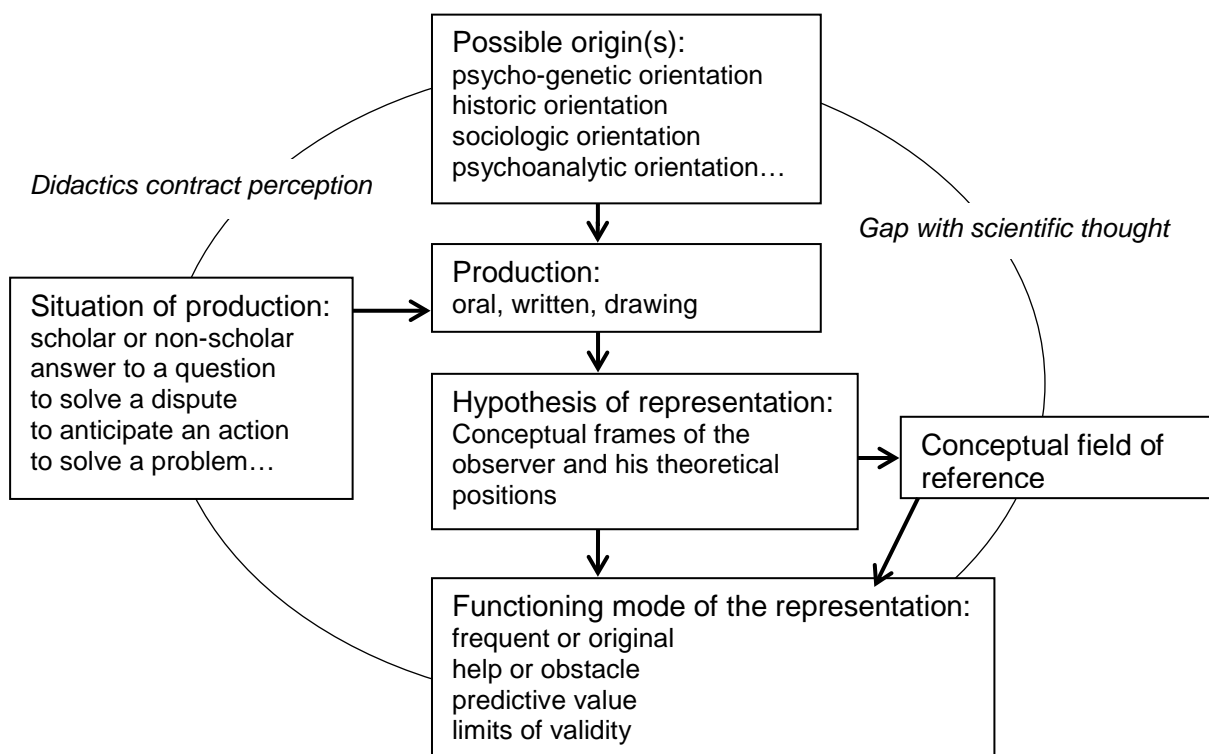 Possible origin(s):
psycho-genetic orientation
historic orientation
sociologic orientation
psychoanalytic orientation…
Didactics contract perception
Gap with scientific thought
Production:
oral, written, drawing
Situation of production:
scholar or non-scholar
answer to a question
to solve a dispute
to anticipate an action
to solve a problem…
Hypothesis of representation:
Conceptual frames of the
observer and his theoretical
positions
Conceptual field of
reference
Functioning mode of the representation:
frequent or original
help or obstacle
predictive value
limits of validity